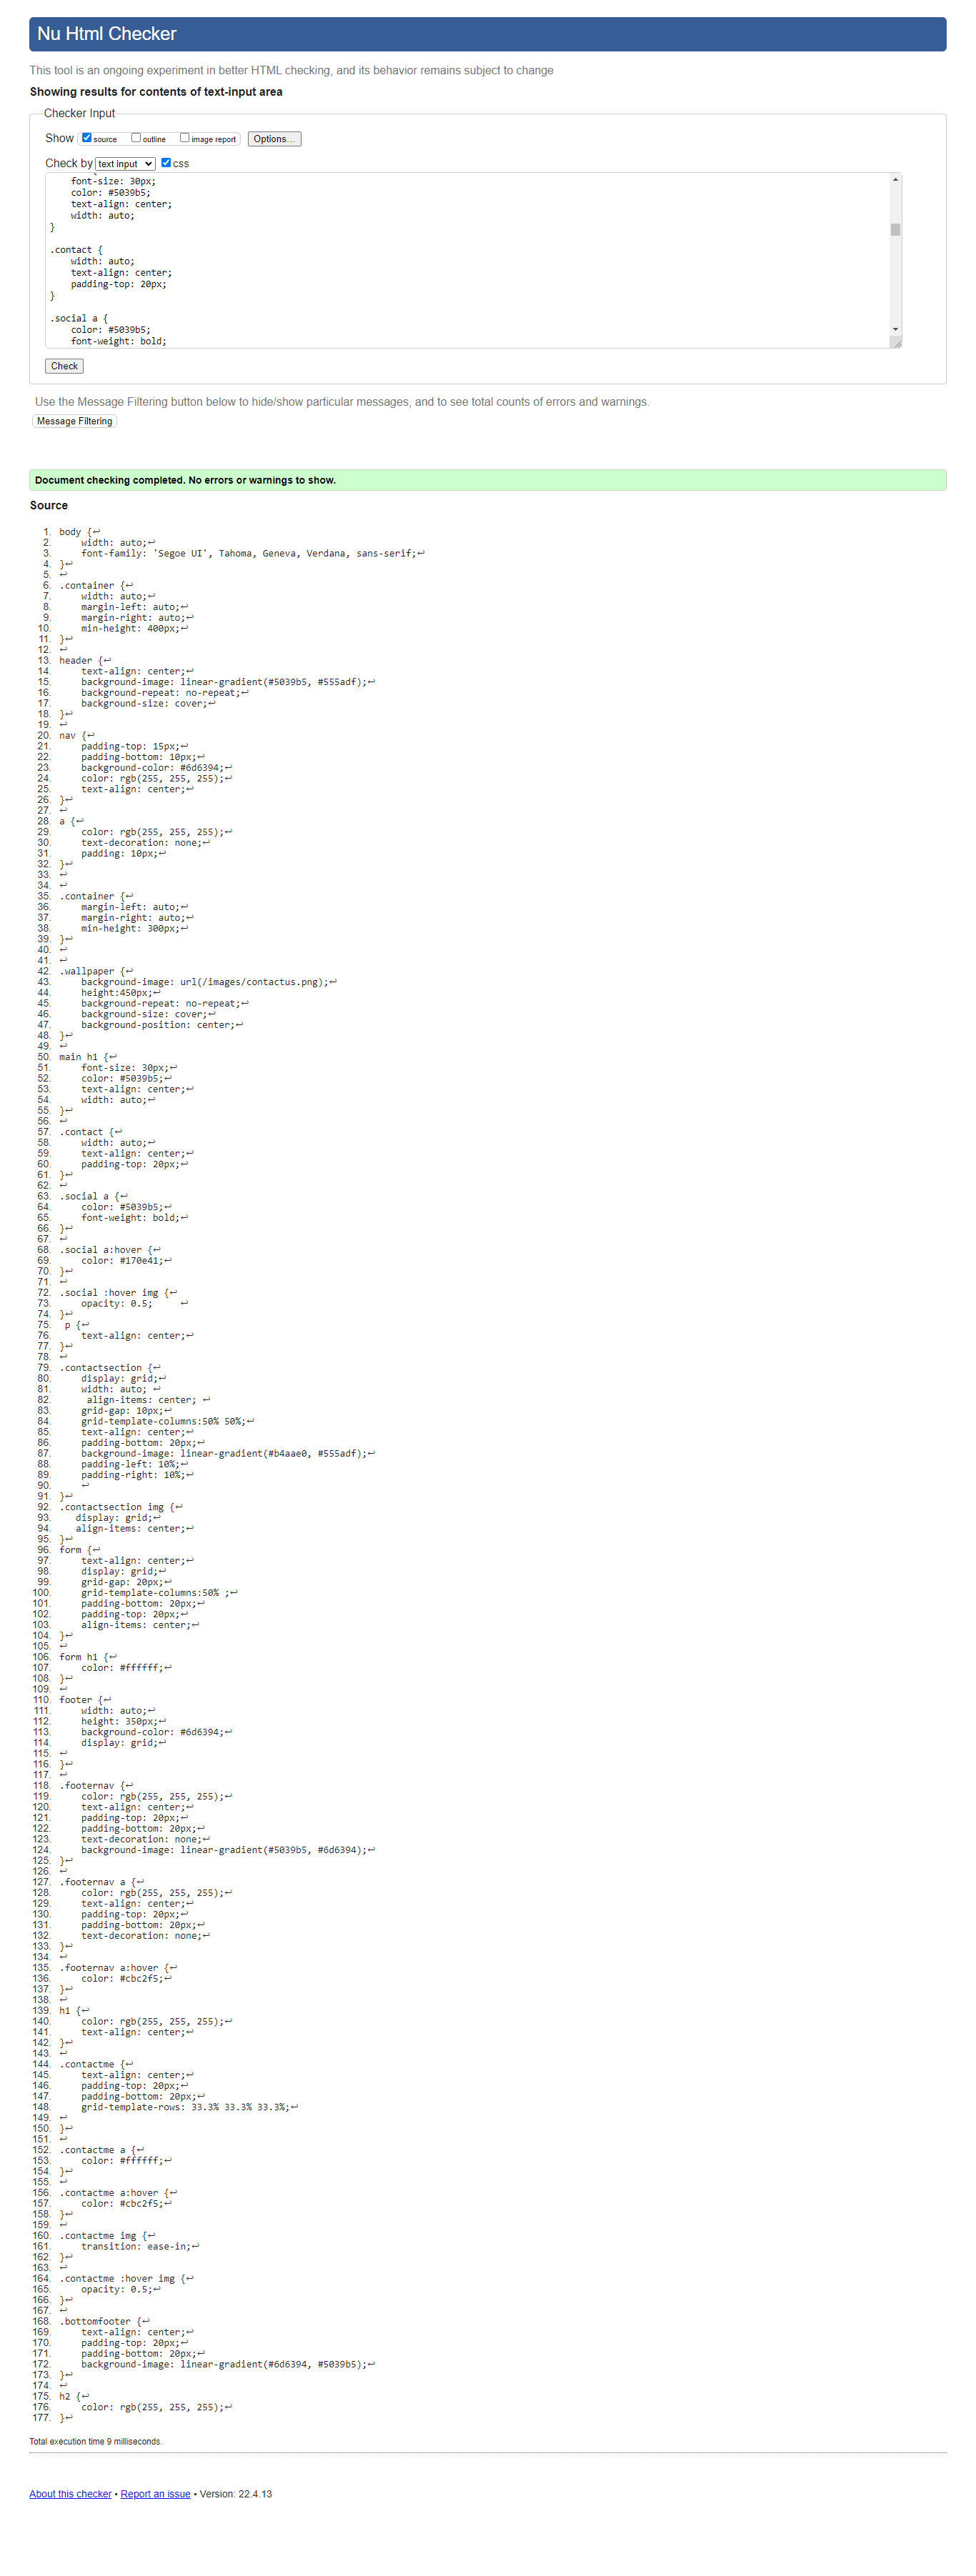 Nu Html Checker
This tool is an ongoing experiment in better HTML checking, and its behavior remains subject to change
Showing results for contents of text-input area
Checker Input
Show source outline image report Options...
Check by text input css
font-size: 30px;
color: #5039b5;
text-align: center;
width: auto;
}
.contact {
width: auto;
text-align: center;
padding-top: 20px;
}
.social a {
color: #5039b5;
font-weight: bold;
Check
Use the Message Filtering button below to hide/show particular messages, and to see total counts of errors and warnings.
Message Filtering
Document checking completed. No errors or warnings to show.
Source
1. body {↩
2. width: auto;↩
3. font-family: 'Segoe UI', Tahoma, Geneva, Verdana, sans-serif;↩
4. }↩
5. ↩
6. .container {↩
7. width: auto;↩
8. margin-left: auto;↩
9. margin-right: auto;↩
10. min-height: 400px;↩
11. }↩
12. ↩
13. header {↩
14. text-align: center;↩
15. background-image: linear-gradient(#5039b5, #555adf);↩
16. background-repeat: no-repeat;↩
17. background-size: cover;↩
18. }↩
19. ↩
20. nav {↩
21. padding-top: 15px;↩
22. padding-bottom: 10px;↩
23. background-color: #6d6394;↩
24. color: rgb(255, 255, 255);↩
25. text-align: center;↩
26. }↩
27. ↩
28. a {↩
29. color: rgb(255, 255, 255);↩
30. text-decoration: none;↩
31. padding: 10px;↩
32. }↩
33. ↩
34. ↩
35. .container {↩
36. margin-left: auto;↩
37. margin-right: auto;↩
38. min-height: 300px;↩
39. }↩
40. ↩
41. ↩
42. .wallpaper {↩
43. background-image: url(/images/contactus.png);↩
44. height:450px;↩
45. background-repeat: no-repeat;↩
46. background-size: cover;↩
47. background-position: center;↩
48. }↩
49. ↩
50. main h1 {↩
51. font-size: 30px;↩
52. color: #5039b5;↩
53. text-align: center;↩
54. width: auto;↩
55. }↩
56. ↩
57. .contact {↩
58. width: auto;↩
59. text-align: center;↩
60. padding-top: 20px;↩
61. }↩
62. ↩
63. .social a {↩
64. color: #5039b5;↩
65. font-weight: bold;↩
66. }↩
67. ↩
68. .social a:hover {↩
69. color: #170e41;↩
70. }↩
71. ↩
72. .social :hover img {↩
73. opacity: 0.5; ↩
74. }↩
75. p {↩
76. text-align: center;↩
77. }↩
78. ↩
79. .contactsection {↩
80. display: grid;↩
81. width: auto; ↩
82. align-items: center; ↩
83. grid-gap: 10px;↩
84. grid-template-columns:50% 50%;↩
85. text-align: center;↩
86. padding-bottom: 20px;↩
87. background-image: linear-gradient(#b4aae0, #555adf);↩
88. padding-left: 10%;↩
89. padding-right: 10%;↩
90. ↩
91. }↩
92. .contactsection img {↩
93. display: grid;↩
94. align-items: center;↩
95. }↩
96. form {↩
97. text-align: center;↩
98. display: grid;↩
99. grid-gap: 20px;↩
100. grid-template-columns:50% ;↩
101. padding-bottom: 20px;↩
102. padding-top: 20px;↩
103. align-items: center;↩
104. }↩
105. ↩
106. form h1 {↩
107. color: #ffffff;↩
108. }↩
109. ↩
110. footer {↩
111. width: auto;↩
112. height: 350px;↩
113. background-color: #6d6394;↩
114. display: grid;↩
115. ↩
116. }↩
117. ↩
118. .footernav {↩
119. color: rgb(255, 255, 255);↩
120. text-align: center;↩
121. padding-top: 20px;↩
122. padding-bottom: 20px;↩
123. text-decoration: none;↩
124. background-image: linear-gradient(#5039b5, #6d6394);↩
125. }↩
126. ↩
127. .footernav a {↩
128. color: rgb(255, 255, 255);↩
129. text-align: center;↩
130. padding-top: 20px;↩
131. padding-bottom: 20px;↩
132. text-decoration: none;↩
133. }↩
134. ↩
135. .footernav a:hover {↩
136. color: #cbc2f5;↩
137. }↩
138. ↩
139. h1 {↩
140. color: rgb(255, 255, 255);↩
141. text-align: center;↩
142. }↩
143. ↩
144. .contactme {↩
145. text-align: center;↩
146. padding-top: 20px;↩
147. padding-bottom: 20px;↩
148. grid-template-rows: 33.3% 33.3% 33.3%;↩
149. ↩
150. }↩
151. ↩
152. .contactme a {↩
153. color: #ffffff;↩
154. }↩
155. ↩
156. .contactme a:hover {↩
157. color: #cbc2f5;↩
158. }↩
159. ↩
160. .contactme img {↩
161. transition: ease-in;↩
162. }↩
163. ↩
164. .contactme :hover img {↩
165. opacity: 0.5;↩
166. }↩
167. ↩
168. .bottomfooter {↩
169. text-align: center;↩
170. padding-top: 20px;↩
171. padding-bottom: 20px;↩
172. background-image: linear-gradient(#6d6394, #5039b5);↩
173. }↩
174. ↩
175. h2 {↩
176. color: rgb(255, 255, 255);↩
177. }↩
Total execution time 9 milliseconds.
About this checker • Report an issue • Version: 22.4.13